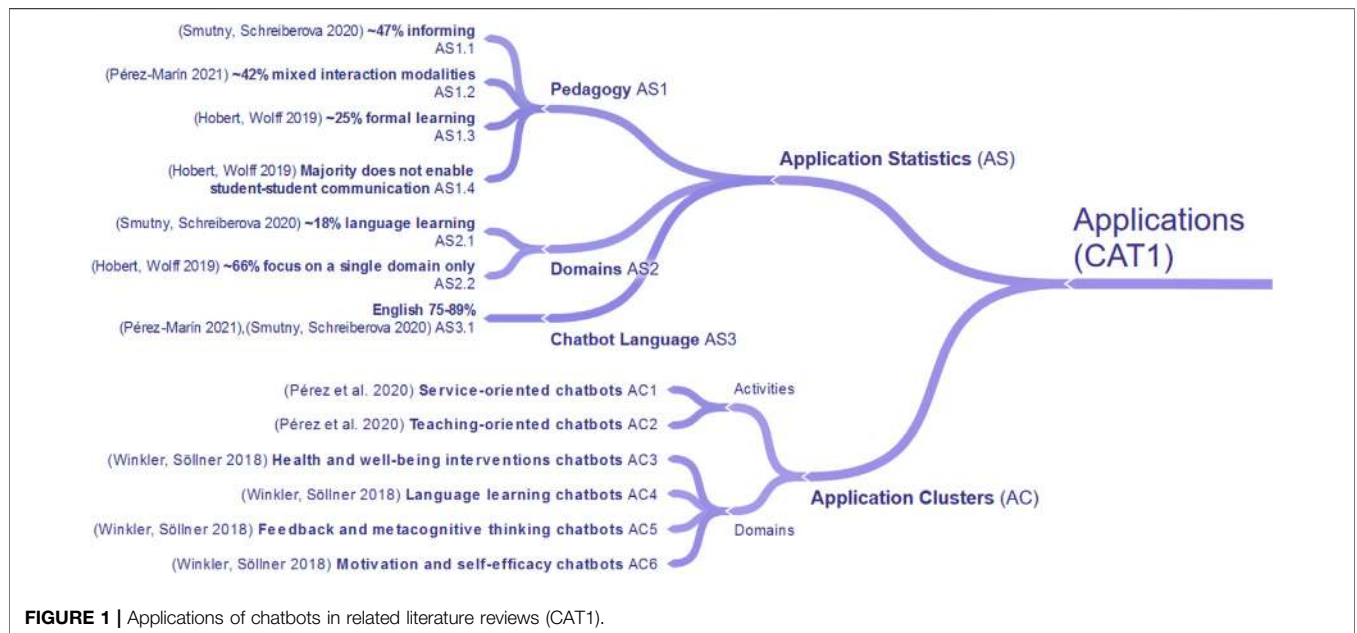 (Smutny, Schreiberova 2020) ~47% informing
AS1.1
(Pérez-Marín 2021) ~42% mixed interaction modalities
AS1.2
(Hobert, Wolff 2019) ~25% formal learning
AS1.3
(Hobert, Wolff 2019) Majority does not enable
student-student communication AS1.4
Pedagogy AS1
(Smutny, Schreiberova 2020) ~18% language learning
AS2.1
(Hobert, Wolff 2019) ~66% focus on a single domain only
AS2.2
Domains AS2
English 75-89%
(Pérez-Marín 2021),(Smutny, Schreiberova 2020) AS3.1
Chatbot Language AS3
Application Statistics (AS)
Applications
(CAT1)
(Pérez et al. 2020) Service-oriented chatbots AC1
(Pérez et al. 2020) Teaching-oriented chatbots AC2
Activities
(Winkler, Söllner 2018) Health and well-being interventions chatbots AC3
(Winkler, Söllner 2018) Language learning chatbots AC4
(Winkler, Söllner 2018) Feedback and metacognitive thinking chatbots AC5
(Winkler, Söllner 2018) Motivation and self-efficacy chatbots AC6
Domains
Application Clusters (AC)
FIGURE 1 | Applications of chatbots in related literature reviews (CAT1).